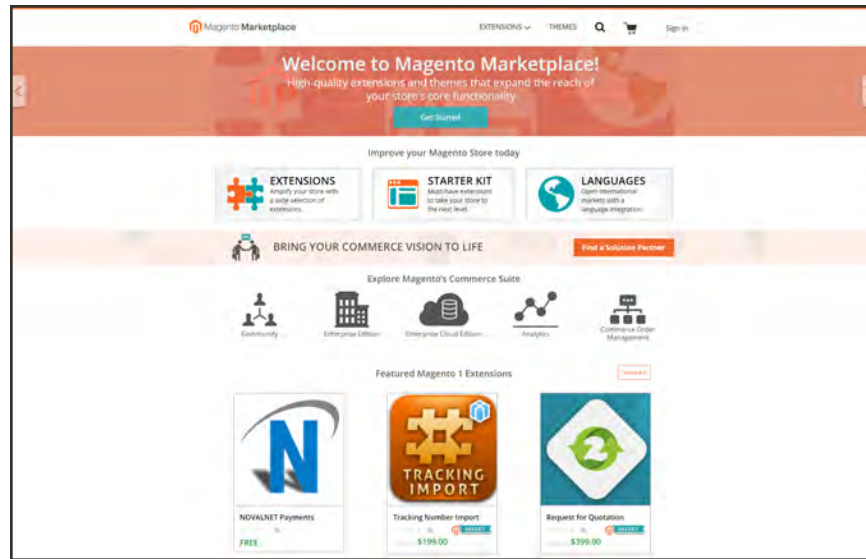 Magento Marketplace
EXTENSIONS THEMES Sign in
Welcome to Magento Marketplace!
High-quality extensions and themes that expand the reach of
your store's core functionality
Get Started
Improve your Magento Store today
EXTENSIONS
Amplify your store with
a wide selection of
extensions.
STARTER KIT
Must-have extensions
to take your store to
the next level.
LANGUAGES
Open international
markets with a
language integration.
BRING YOUR COMMERCE VISION TO LIFE
Find a Solution Partner
Explore Magento's Commerce Suite
Community
Enterprise Edition
Enterprise Cloud Edition
Analytics
Commerce Order
Management
Featured Magento 1 Extensions
N
TRACKING
IMPORT
2
NOVALNET Payments
FREE
Tracking Number Import
$199.00
Request for Quotation
$399.00